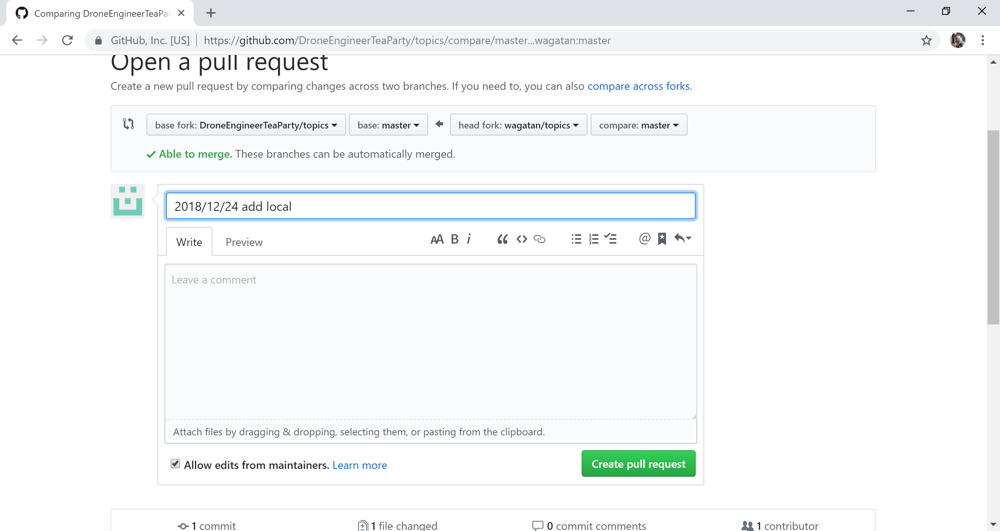 Comparing DroneEngineerTeaPar
GitHub, Inc. [US] | https://github.com/DroneEngineerTeaParty/topics/compare/master...wagatan:master
Open a pull request
Create a new pull request by comparing changes across two branches. If you need to, you can also compare across forks.
base fork: DroneEngineerTeaParty/topics base: master head fork: wagatan/topics compare: master
Able to merge. These branches can be automatically merged.
2018/12/24 add local
Write Preview AA B i @
Leave a comment
Attach files by dragging & dropping, selecting them, or pasting from the clipboard.
Allow edits from maintainers. Learn more Create pull request
1 commit 1 file changed 0 commit comments 1 contributor